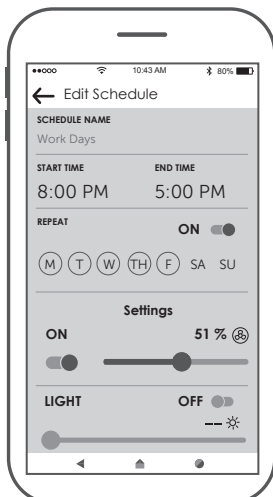 10:43 AM 80%
Edit Schedule
SCHEDULE NAME
Work Days
START TIME END TIME
8:00 PM 5:00 PM
REPEAT ON
M T W TH F SA SU
Settings
ON 51 %
LIGHT OFF
--